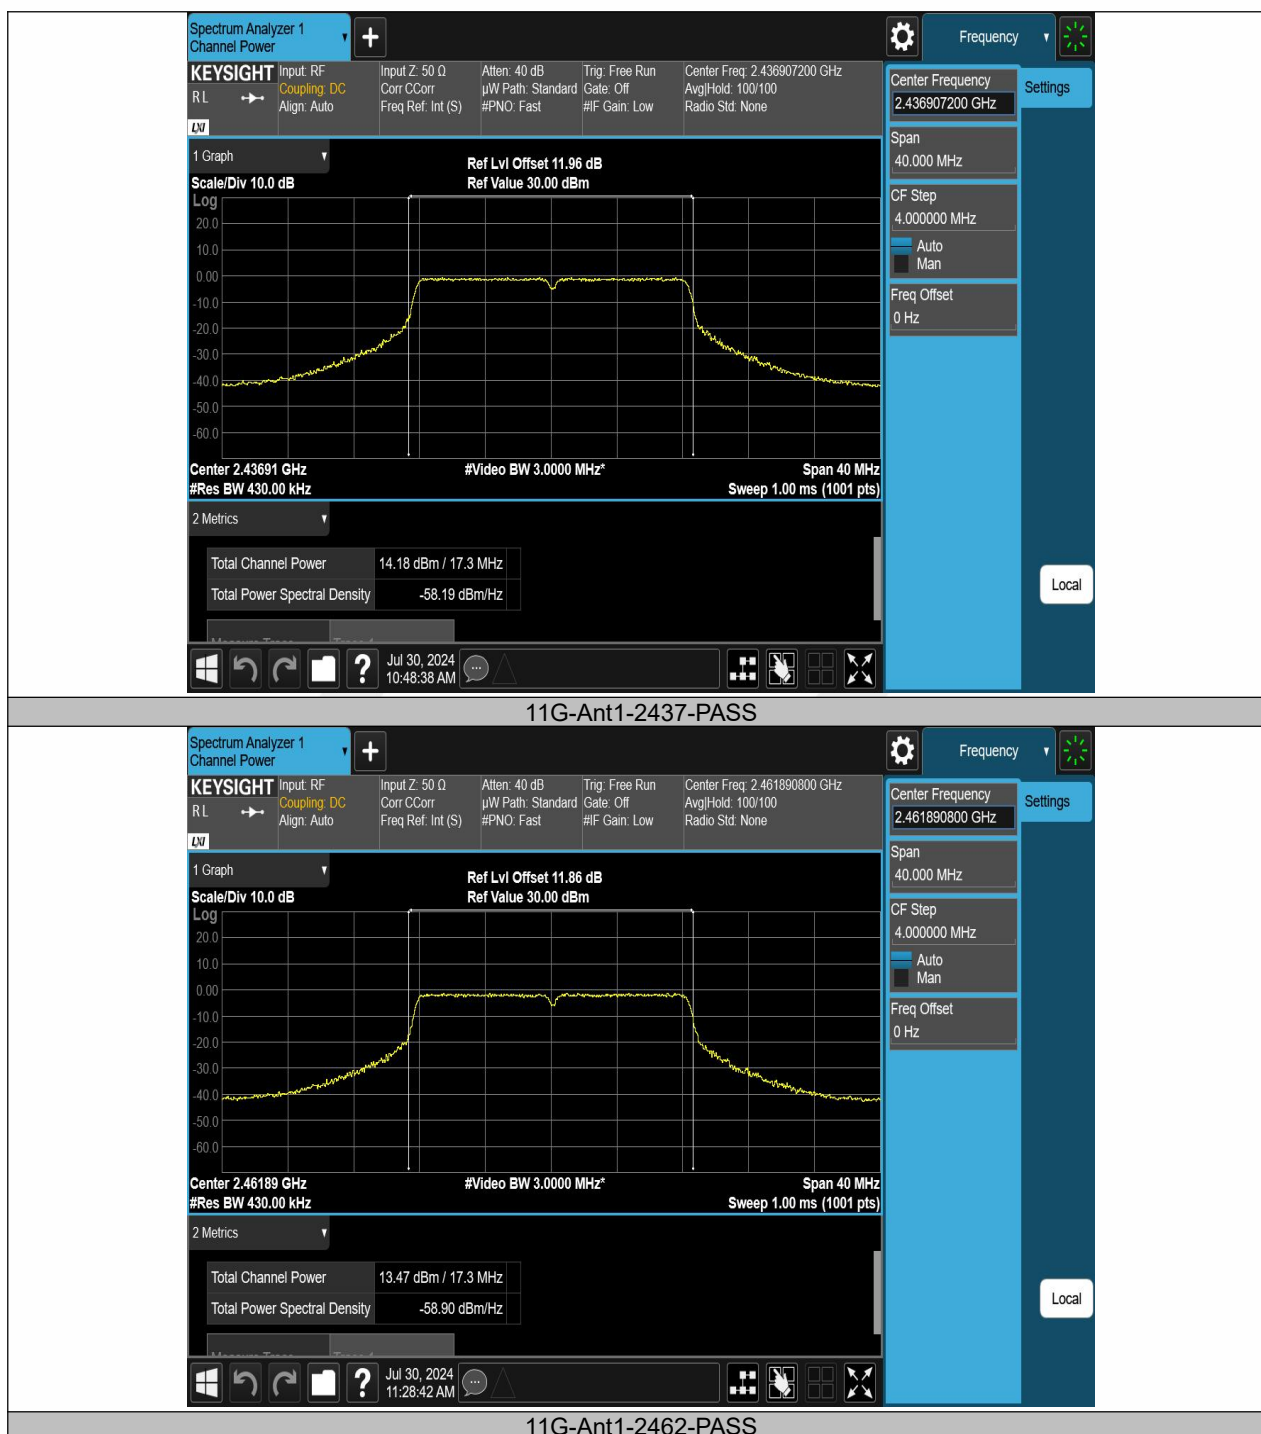 Spectrum Analyzer 1
Channel Power
+
Frequency
KEYSIGHT
R L
LXI
Input: RF
Coupling: DC
Align: Auto
Input Z: 50 Ω
Corr CCorr
Freq Ref: Int (S)
Atten: 40 dB
µW Path: Standard
#PNO: Fast
Trig: Free Run
Gate: Off
#IF Gain: Low
Center Freq: 2.436907200 GHz
Avg|Hold: 100/100
Radio Std: None
Center Frequency
2.436907200 GHz
Settings
Span
40.000 MHz
CF Step
4.000000 MHz
Auto
Man
Freq Offset
0 Hz
1 Graph
Scale/Div 10.0 dB
Ref Lvl Offset 11.96 dB
Ref Value 30.00 dBm
Log
20.0
10.0
0.00
-10.0
-20.0
-30.0
-40.0
-50.0
-60.0
Center 2.43691 GHz
#Video BW 3.0000 MHz*
Span 40 MHz
#Res BW 430.00 kHz
Sweep 1.00 ms (1001 pts)
2 Metrics
Total Channel Power 14.18 dBm / 17.3 MHz
Total Power Spectral Density -58.19 dBm/Hz
Local
?
Jul 30, 2024
10:48:38 AM
11G-Ant1-2437-PASS
Spectrum Analyzer 1
Channel Power
+
Frequency
KEYSIGHT
R L
LXI
Input: RF
Coupling: DC
Align: Auto
Input Z: 50 Ω
Corr CCorr
Freq Ref: Int (S)
Atten: 40 dB
µW Path: Standard
#PNO: Fast
Trig: Free Run
Gate: Off
#IF Gain: Low
Center Freq: 2.461890800 GHz
Avg|Hold: 100/100
Radio Std: None
Center Frequency
2.461890800 GHz
Settings
Span
40.000 MHz
CF Step
4.000000 MHz
Auto
Man
Freq Offset
0 Hz
1 Graph
Scale/Div 10.0 dB
Ref Lvl Offset 11.86 dB
Ref Value 30.00 dBm
Log
20.0
10.0
0.00
-10.0
-20.0
-30.0
-40.0
-50.0
-60.0
Center 2.46189 GHz
#Video BW 3.0000 MHz*
Span 40 MHz
#Res BW 430.00 kHz
Sweep 1.00 ms (1001 pts)
2 Metrics
Total Channel Power 13.47 dBm / 17.3 MHz
Total Power Spectral Density -58.90 dBm/Hz
Local
?
Jul 30, 2024
11:28:42 AM
11G-Ant1-2462-PASS